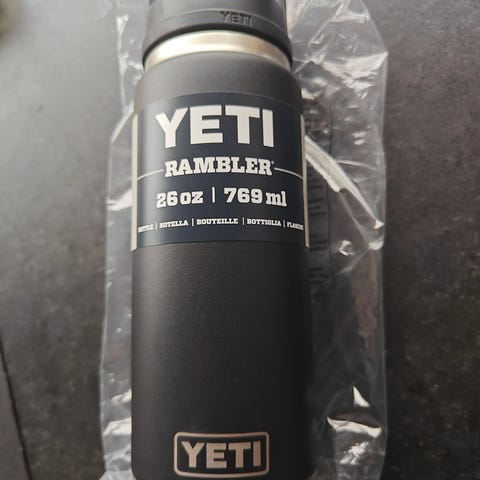 YETI
YETI
RAMBLER®
26 oz | 769 ml
BOTTLE | BOTELLA | BOUTEILLE | BOTTIGLIA | FLASCHE
YETI